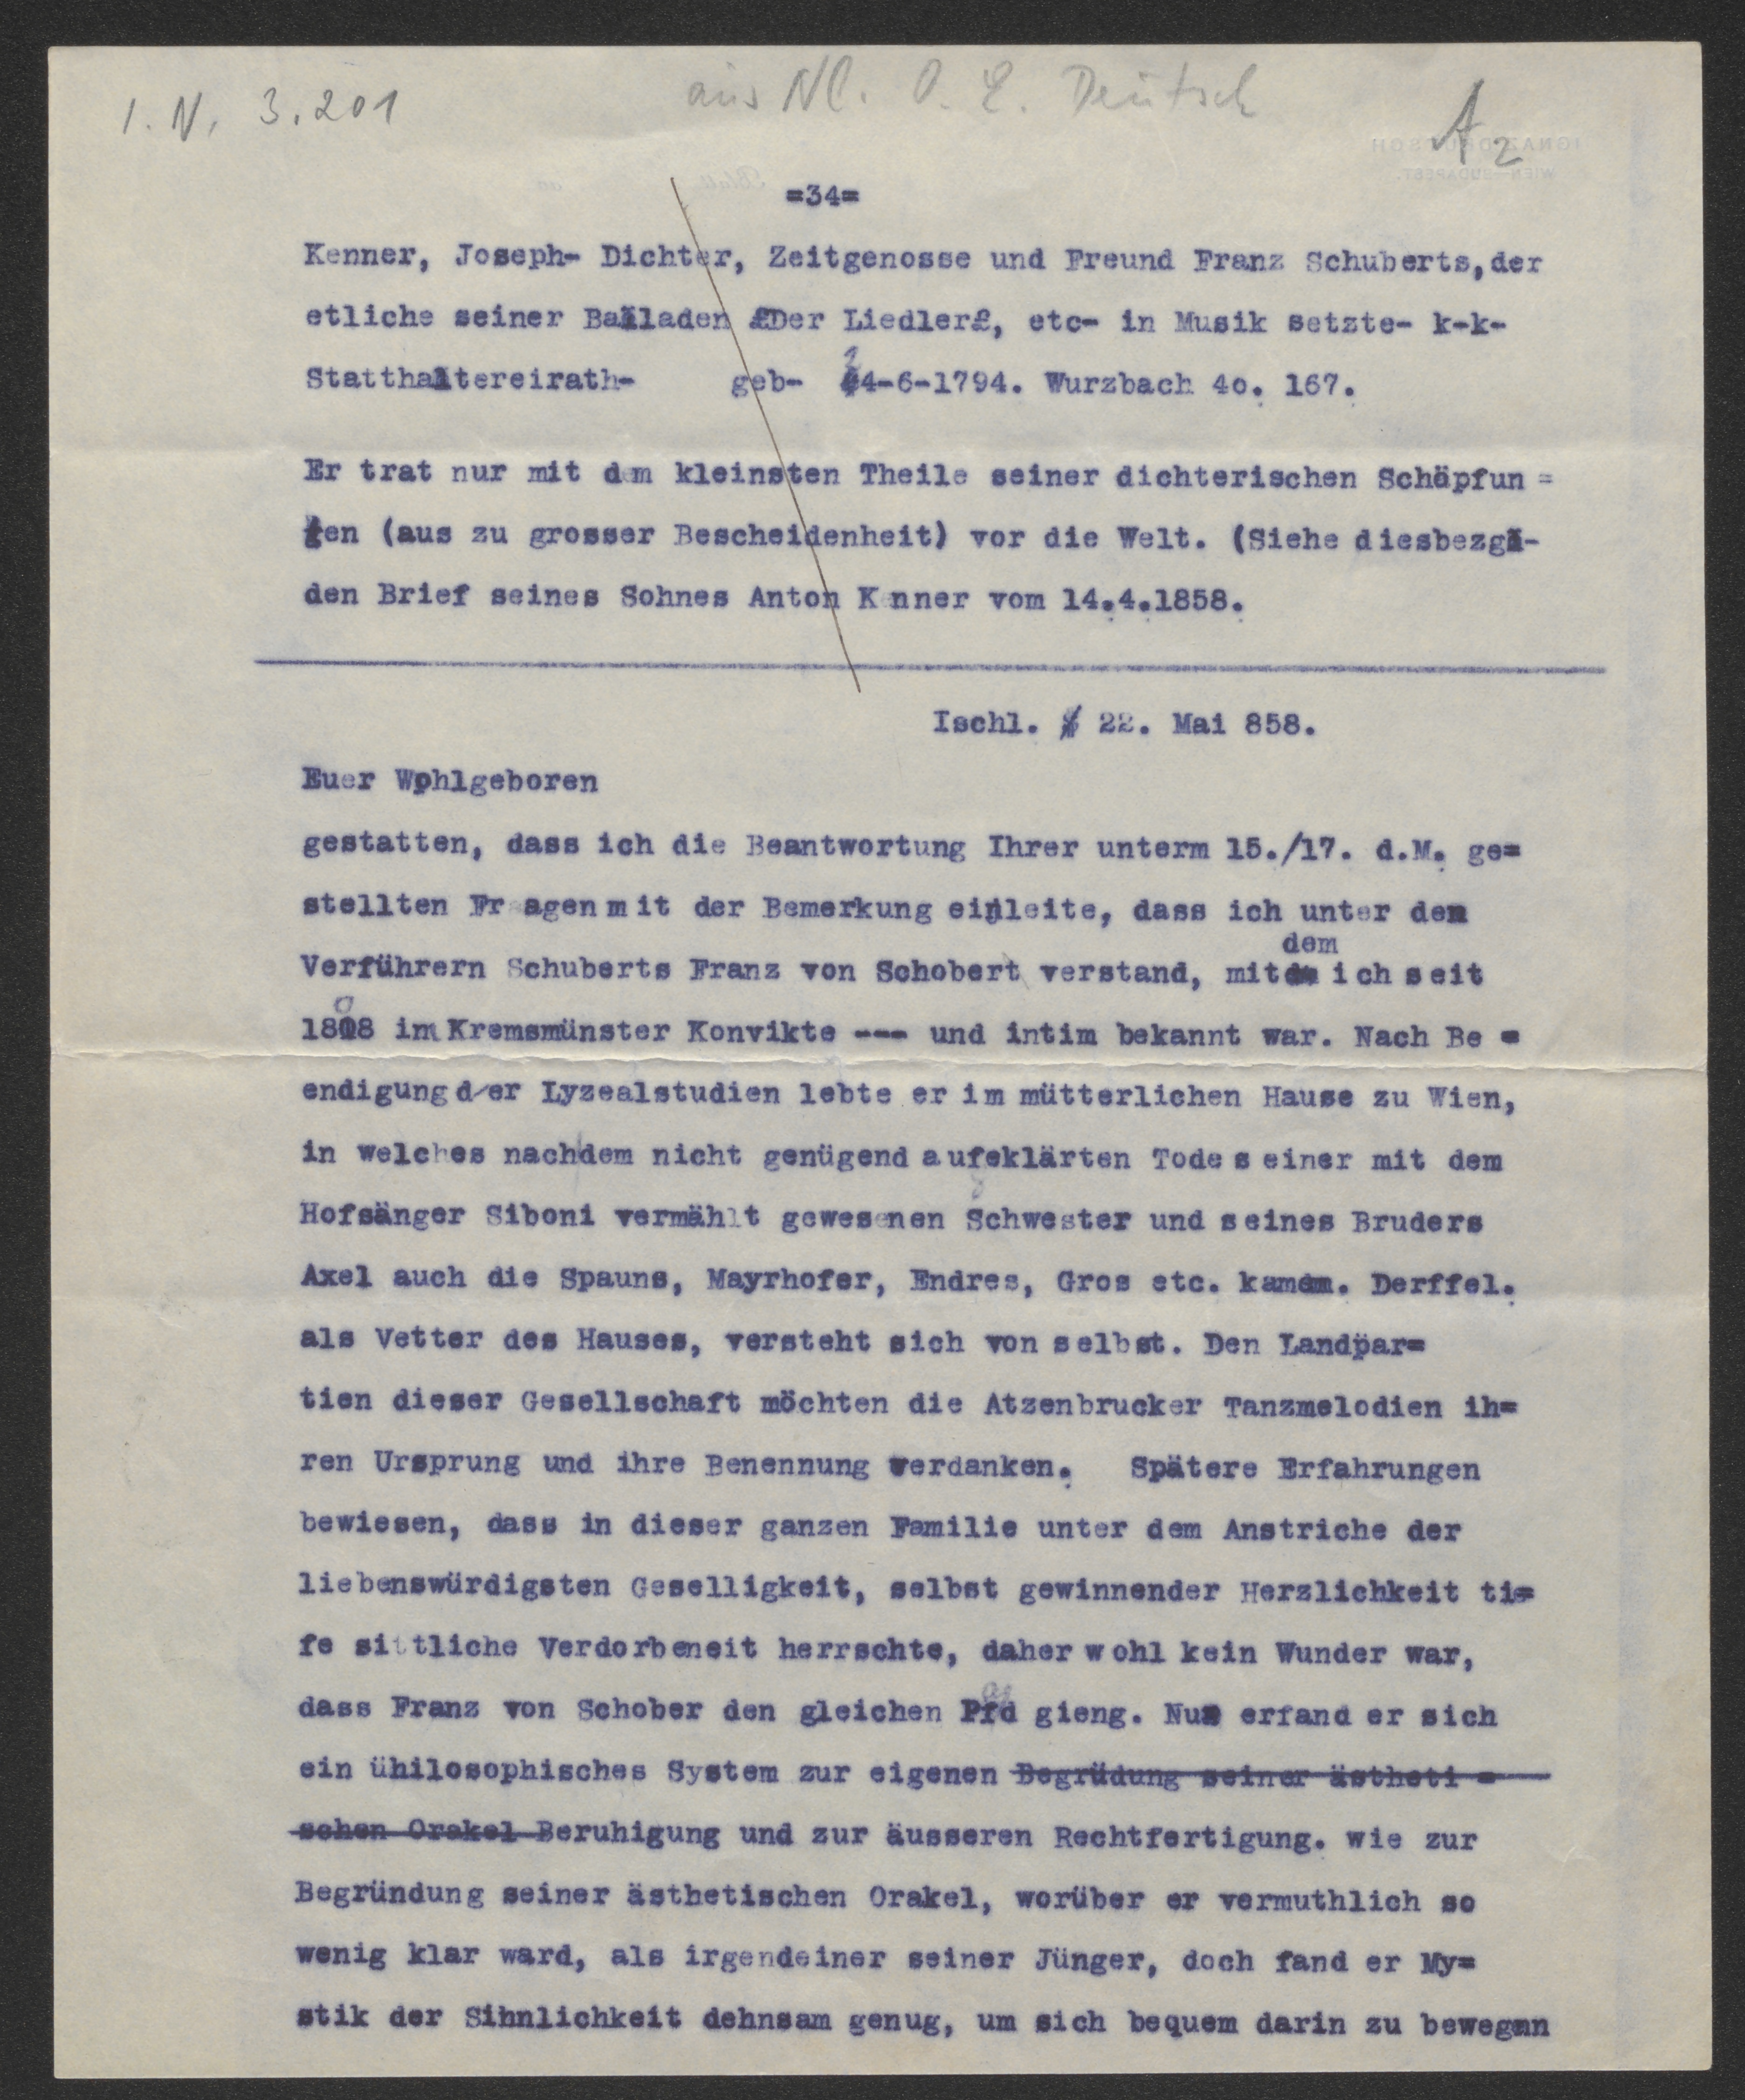 I. N. 3.201
aus Nl. O. E. Deutsch
A2
=34=
Kenner, Joseph- Dichter, Zeitgenosse und Freund Franz Schuberts, der
etliche seiner Balladen £Der Liedler£, etc- in Musik setzte- k-k-
Statthaltereirath- geb- 24-6-1794. Wurzbach 4o. 167.
Er trat nur mit dem kleinsten Theile seiner dichterischen Schöpfun=
gen (aus zu grosser Bescheidenheit) vor die Welt. (Siehe diesbezgl-
den Brief seines Sohnes Anton Kenner vom 14.4.1858.
Ischl. 22. Mai 858.
Euer Wohlgeboren
gestatten, dass ich die Beantwortung Ihrer unterm 15./17. d.M. ge=
stellten Fragen mit der Bemerkung einleite, dass ich unter den
Verführern Schuberts Franz von Schobert verstand, mit dem ich seit
1808 im Kremsmünster Konvikte --- und intim bekannt war. Nach Be =
endigung der Lyzealstudien lebte er im mütterlichen Hause zu Wien,
in welches nach dem nicht genügend aufgeklärten Tode seiner mit dem
Hofsänger Siboni vermählt gewesenen Schwester und seines Bruders
Axel auch die Spauns, Mayrhofer, Endres, Gros etc. kamen. Derffel.
als Vetter des Hauses, versteht sich von selbst. Den Landpar=
tien dieser Gesellschaft möchten die Atzenbrucker Tanzmelodien ih=
ren Ursprung und ihre Benennung verdanken. Spätere Erfahrungen
bewiesen, dass in dieser ganzen Familie unter dem Anstriche der
liebenswürdigsten Geselligkeit, selbst gewinnender Herzlichkeit tie=
fe sittliche Verdorbeneit herrschte, daher wohl kein Wunder war,
dass Franz von Schober den gleichen Pfad gieng. Nur erfand er sich
ein ühilosophisches System zur eigenen Begrüdung seiner ästheti =
schen Orakel Beruhigung und zur äusseren Rechtfertigung. wie zur
Begründung seiner ästhetischen Orakel, worüber er vermuthlich so
wenig klar ward, als irgendeiner seiner Jünger, doch fand er My=
stik der Sihnlichkeit dehnsam genug, um sich bequem darin zu bewegen